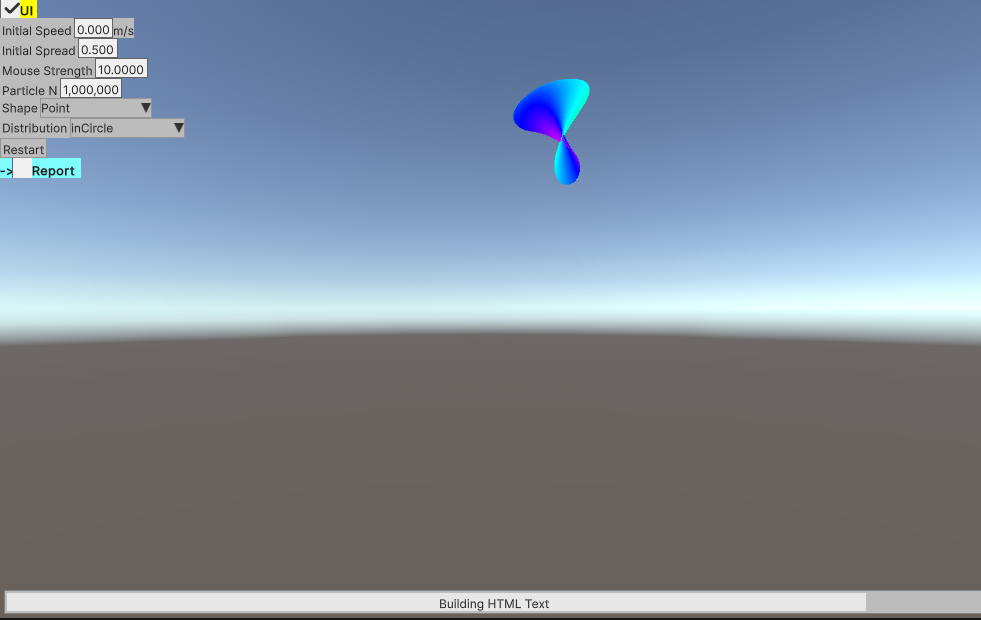 UI
Initial Speed 0.000 m/s
Initial Spread 0.500
Mouse Strength 10.0000
Particle N 1,000,000
Shape Point
Distribution inCircle
Restart
-> Report
Building HTML Text